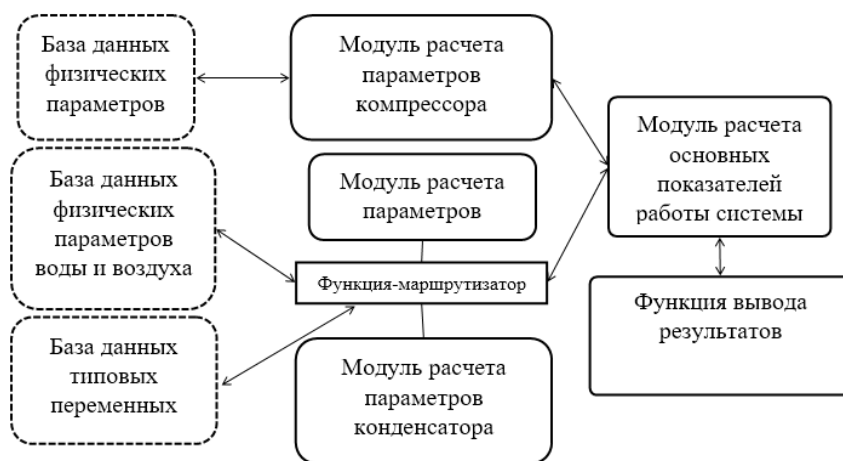 База данных
физических
параметров
Модуль расчета
параметров
компрессора
Модуль расчета
основных
показателей
работы системы
База данных
физических
параметров
воды и воздуха
Модуль расчета
параметров
Функция-маршрутизатор
Функция вывода
результатов
База данных
типовых
переменных
Модуль расчета
параметров
конденсатора